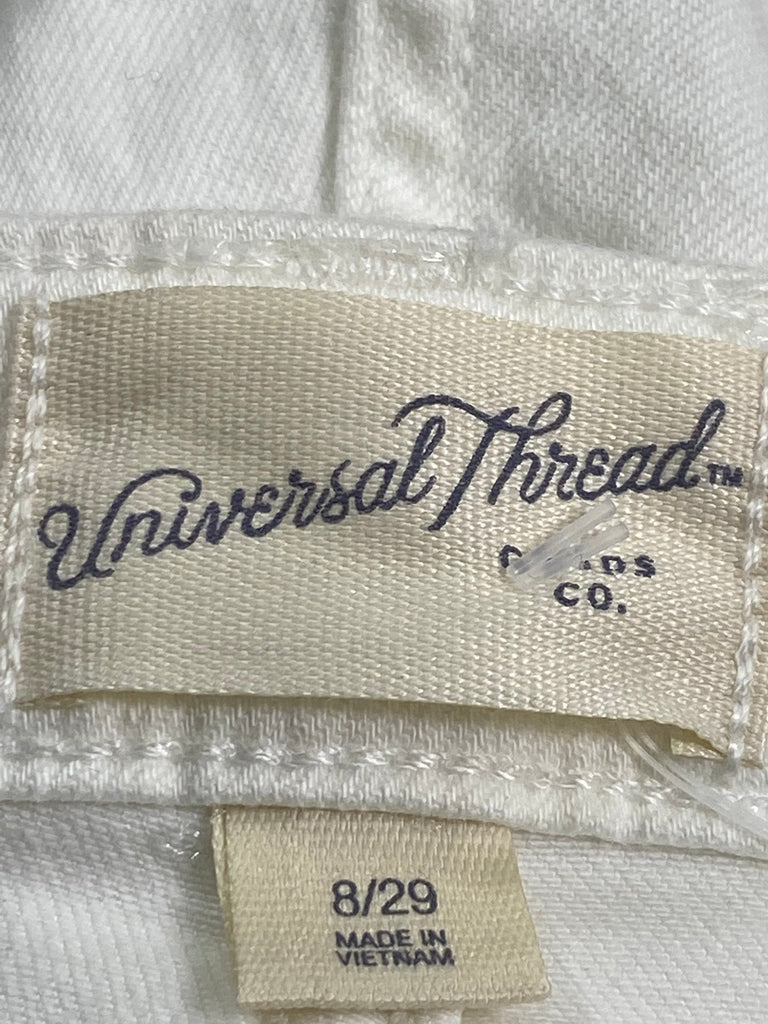 Universal Thread™
CO.
8/29
MADE IN
VIETNAM